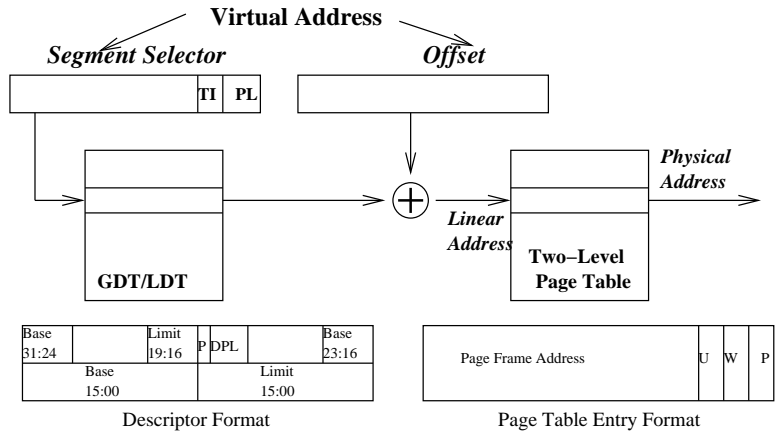 Virtual Address
Segment Selector
Offset
TI PL
Physical
Address
Linear
Address
GDT/LDT
Two−Level
Page Table
Base Limit Base
31:24 19:16 P DPL 23:16
Base Limit
15:00 15:00
Page Frame Address U W P
Descriptor Format
Page Table Entry Format